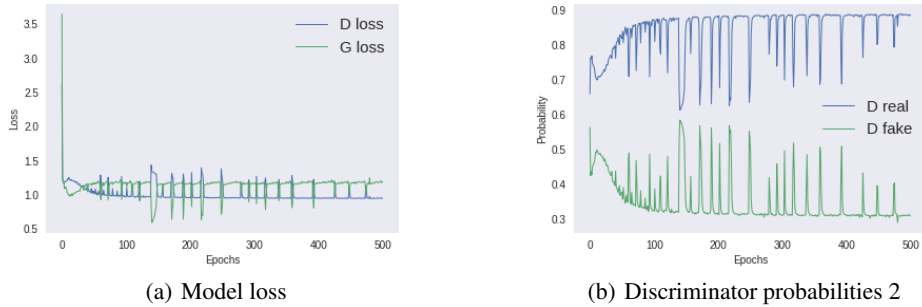 D loss
G loss
3.5
3.0
2.5
2.0
1.5
1.0
0.5
Loss
0 100 200 300 400 500
Epochs
(a) Model loss
0.9
0.8
0.7
0.6
0.5
0.4
0.3
Probability
D real
D fake
0 100 200 300 400 500
Epochs
(b) Discriminator probabilities 2